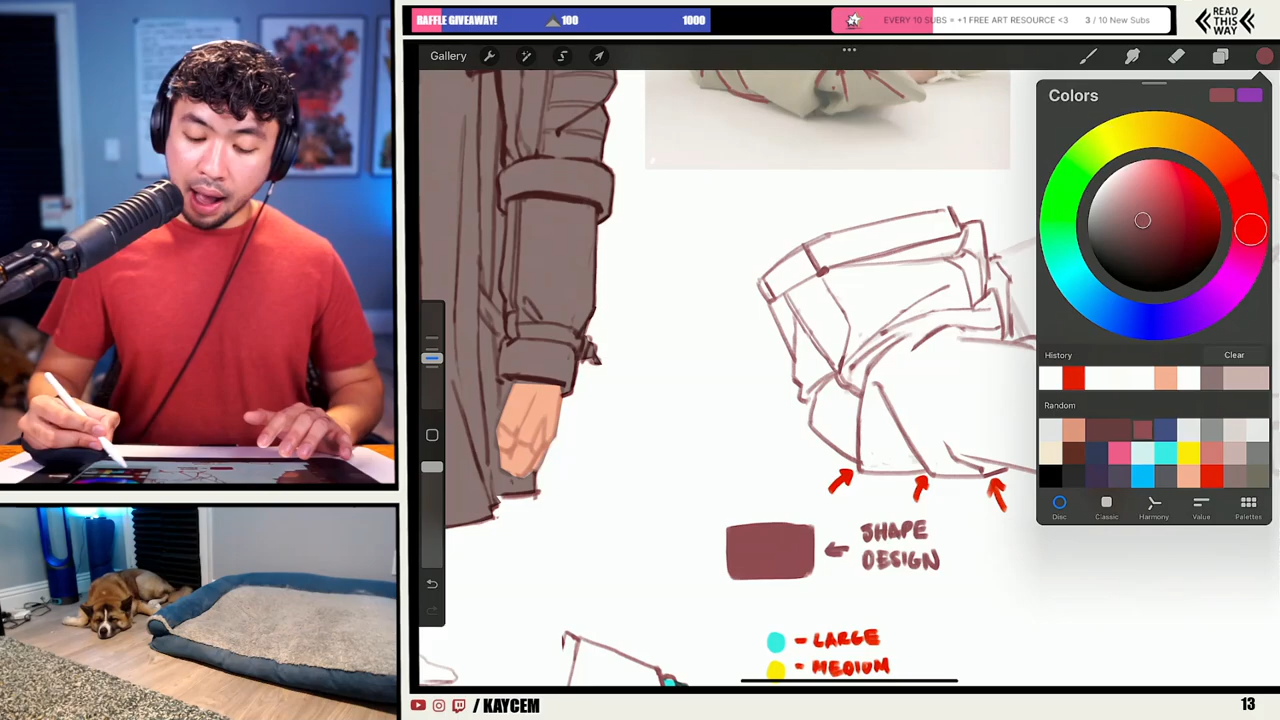 RAFFLE GIVEAWAY!
100
1000
EVERY 10 SUBS = +1 FREE ART RESOURCE <3
3 / 10 New Subs
READ
THIS
WAY
Gallery
Colors
History
Clear
Random
Disc
Classic
Harmony
Value
Palettes
SHAPE
DESIGN
- LARGE
- MEDIUM
/ KAYCEM
13